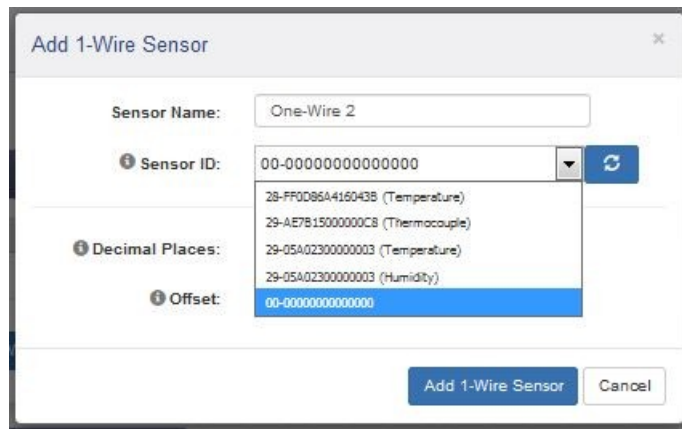 Add 1-Wire Sensor ×
Sensor Name: One-Wire 2
Sensor ID: 00-00000000000000
28-FF0D86A416043B (Temperature)
29-AE7B15000000C8 (Thermocouple)
29-05A02300000003 (Temperature)
Decimal Places:
29-05A02300000003 (Humidity)
Offset: 00-00000000000000
Add 1-Wire Sensor Cancel